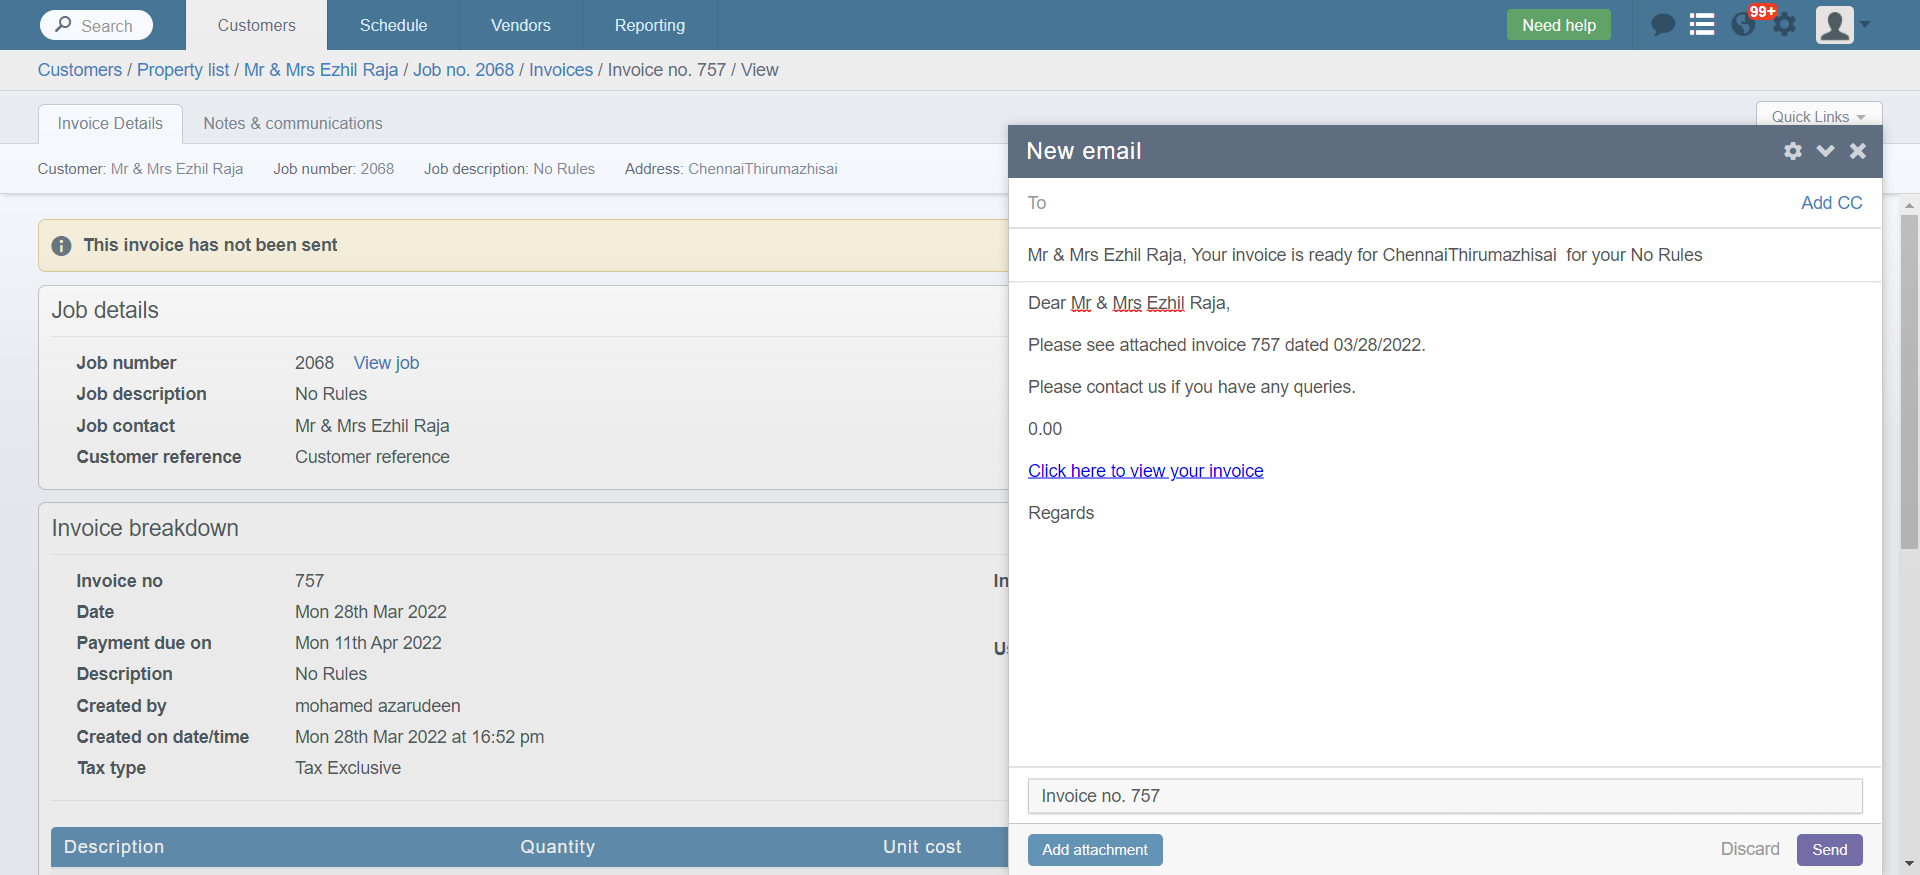 Search
Customers
Schedule
Vendors
Reporting
Need help
99+
Customers / Property list / Mr & Mrs Ezhil Raja / Job no. 2068 / Invoices / Invoice no. 757 / View
Invoice Details
Notes & communications
Quick Links
Customer: Mr & Mrs Ezhil Raja Job number: 2068 Job description: No Rules Address: ChennaiThirumazhisai
This invoice has not been sent
Job details
Job number 2068 View job
Job description No Rules
Job contact Mr & Mrs Ezhil Raja
Customer reference Customer reference
Invoice breakdown
Invoice no 757
In
Date Mon 28th Mar 2022
Payment due on Mon 11th Apr 2022
Us
Description No Rules
Created by mohamed azarudeen
Created on date/time Mon 28th Mar 2022 at 16:52 pm
Tax type Tax Exclusive
Description Quantity Unit cost
New email
To
Add CC
Mr & Mrs Ezhil Raja, Your invoice is ready for ChennaiThirumazhisai for your No Rules
Dear Mr & Mrs Ezhil Raja,
Please see attached invoice 757 dated 03/28/2022.
Please contact us if you have any queries.
0.00
Click here to view your invoice
Regards
Invoice no. 757
Add attachment
Discard
Send